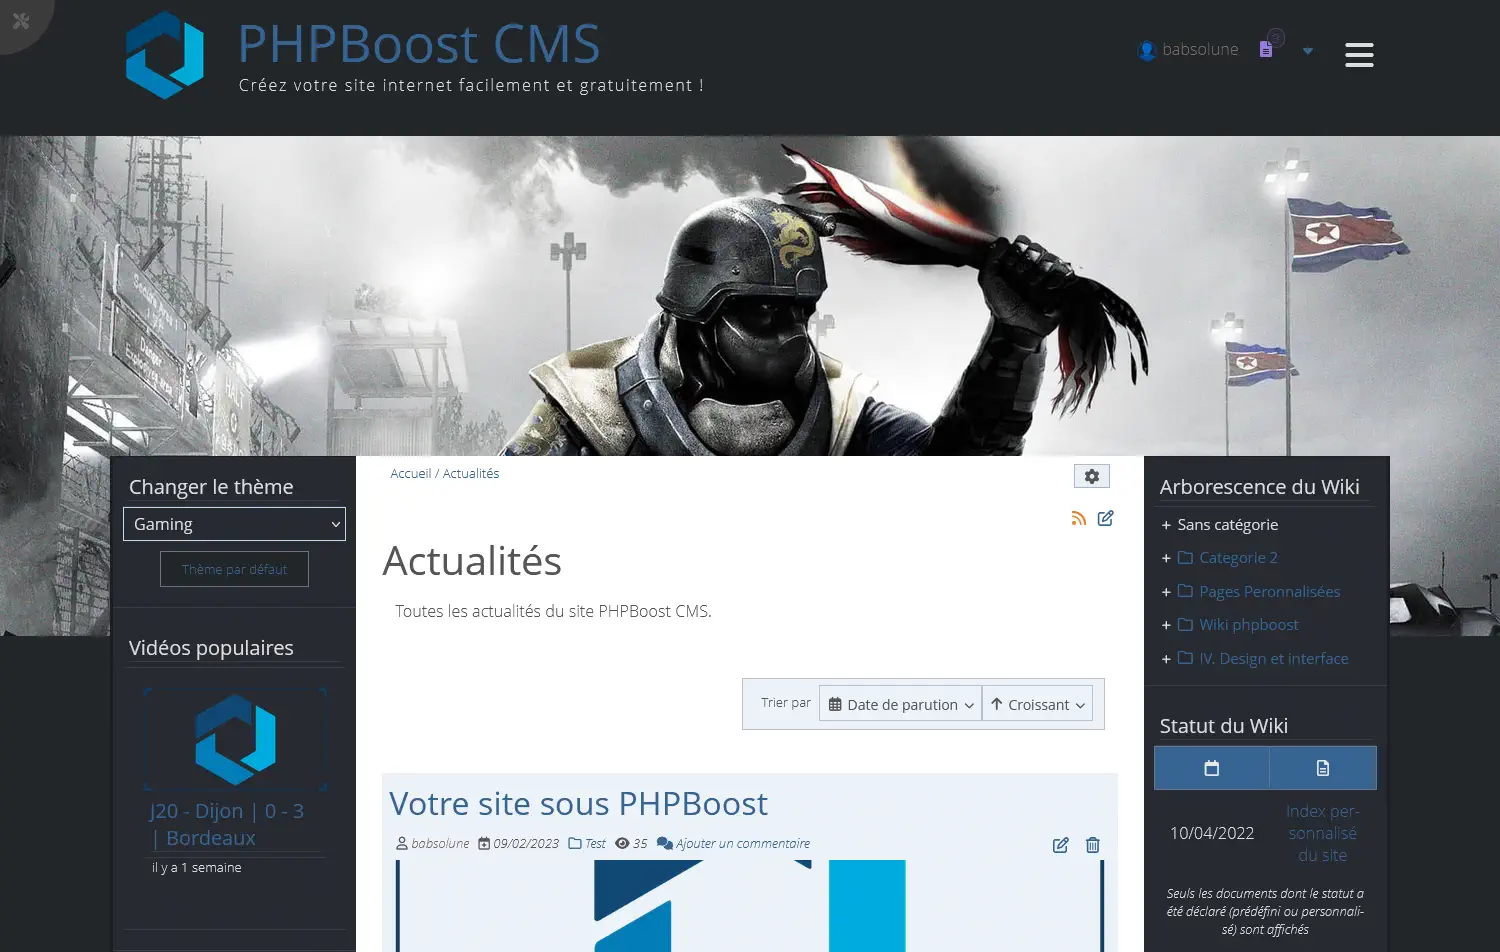 PHPBoost CMS
Créez votre site internet facilement et gratuitement !
babsolune
Changer le thème
Gaming
Thème par défaut
Vidéos populaires
J20 - Dijon | 0 - 3
| Bordeaux
il y a 1 semaine
Accueil / Actualités
Actualités
Toutes les actualités du site PHPBoost CMS.
Trier par
Date de parution
Croissant
Votre site sous PHPBoost
babsolune 09/02/2023 Test 35 Ajouter un commentaire
Arborescence du Wiki
+ Sans catégorie
+ Categorie 2
+ Pages Peronnalisées
+ Wiki phpboost
+ IV. Design et interface
Statut du Wiki
10/04/2022
Index per-
sonnalisé
du site
Seuls les documents dont le statut a
été déclaré (prédéfini ou personnali-
sé) sont affichés